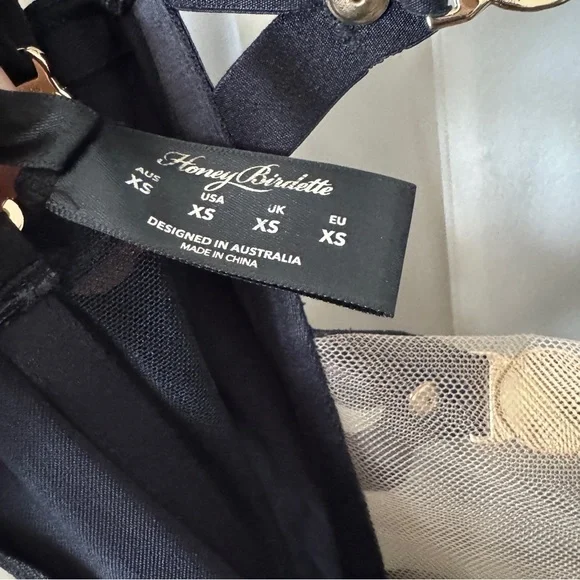 Honey Birdette
AUS USA UK EU
XS XS XS XS
DESIGNED IN AUSTRALIA
MADE IN CHINA